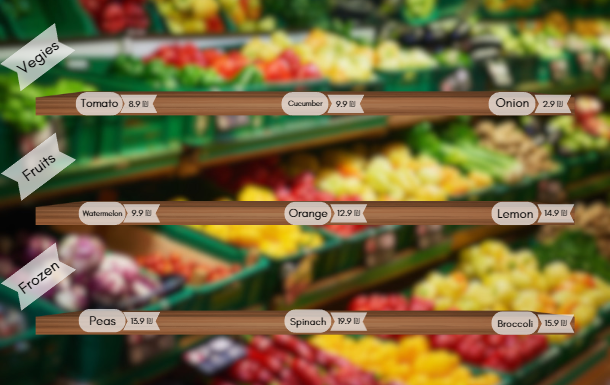 Vegies
Tomato 8.9 ₪ Cucumber 9.9 ₪ Onion 2.9 ₪
Fruits
Watermelon 9.9 ₪ Orange 12.9 ₪ Lemon 14.9 ₪
Frozen
Peas 13.9 ₪ Spinach 19.9 ₪ Broccoli 15.9 ₪